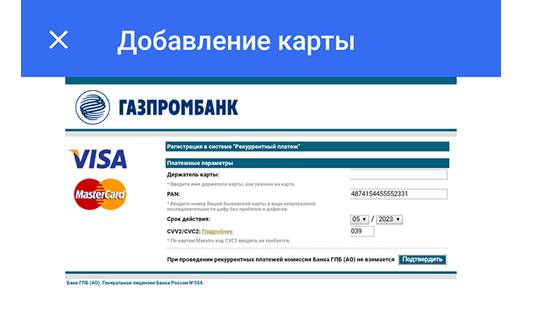 Добавление карты
ГАЗПРОМБАНК
Регистрация в системе "Рекуррентный платеж"
VISA
Платежные параметры
Держатель карты:
* Введите имя держателя карты, как указано на карте.
MasterCard
PAN: 4874154455552331
* Введите номер Вашей банковской карты в виде непрерывной
последовательности цифр без пробелов и дефисов.
Срок действия: 05 / 2023
CVV2/CVC2: Подробнее 039
* По картам Maestro код CVC2 вводить не требуется.
При проведении рекуррентных платежей комиссия Банка ГПБ (АО) не взимается Подтвердить
Банк ГПБ (АО). Генеральная лицензия Банка России №354.